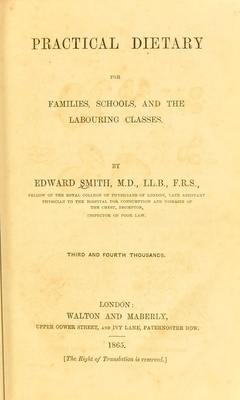 PRACTICAL DIETARY
FOR
FAMILIES, SCHOOLS, AND THE
LABOURING CLASSES.
BY
EDWARD SMITH, M.D., LL.B., F.R.S.,
FELLOW OF THE ROYAL COLLEGE OF PHYSICIANS OF LONDON, LATE ASSISTANT
PHYSICIAN TO THE HOSPITAL FOR CONSUMPTION AND DISEASES OF
THE CHEST, BROMPTON,
INSPECTOR OF POOR LAW.
THIRD AND FOURTH THOUSANDS.
LONDON:
WALTON AND MABERLY,
UPPER GOWER STREET, AND IVY LANE, PATERNOSTER ROW.
1865.
[The Right of Translation is reserved.]